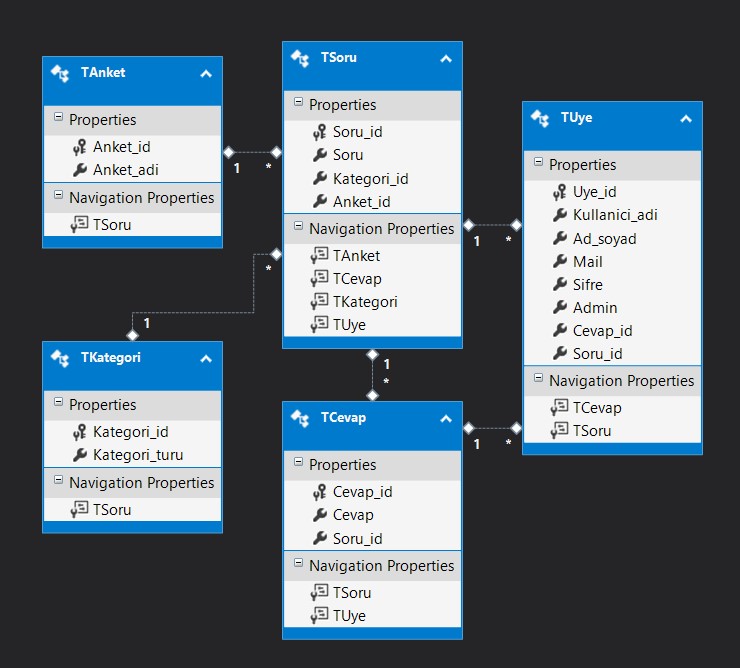 TAnket
Properties
Anket_id
Anket_adi
Navigation Properties
TSoru
1
*
TSoru
Properties
Soru_id
Soru
Kategori_id
Anket_id
Navigation Properties
TAnket
TCevap
TKategori
TUye
1
*
TUye
Properties
Uye_id
Kullanici_adi
Ad_soyad
Mail
Sifre
Admin
Cevap_id
Soru_id
Navigation Properties
TCevap
TSoru
*
1
TKategori
Properties
Kategori_id
Kategori_turu
Navigation Properties
TSoru
1
*
TCevap
Properties
Cevap_id
Cevap
Soru_id
Navigation Properties
TSoru
TUye
1
*